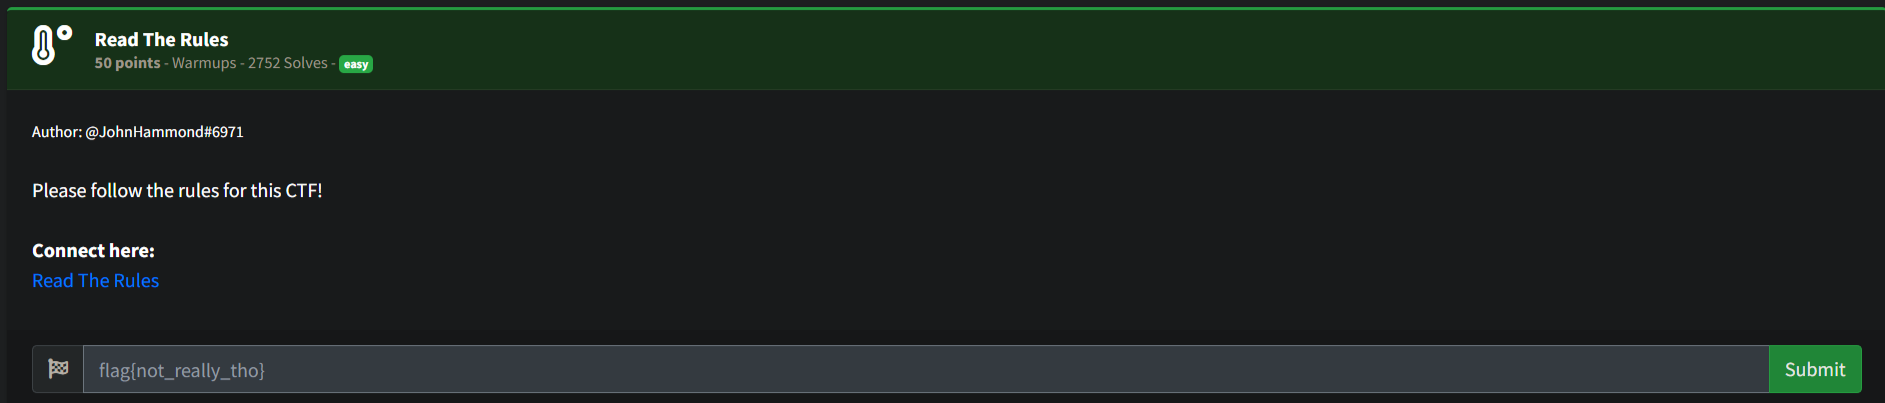 Read The Rules
50 points - Warmups - 2752 Solves - easy
Author: @JohnHammond#6971
Please follow the rules for this CTF!
Connect here:
Read The Rules
flag{not_really_tho}
Submit